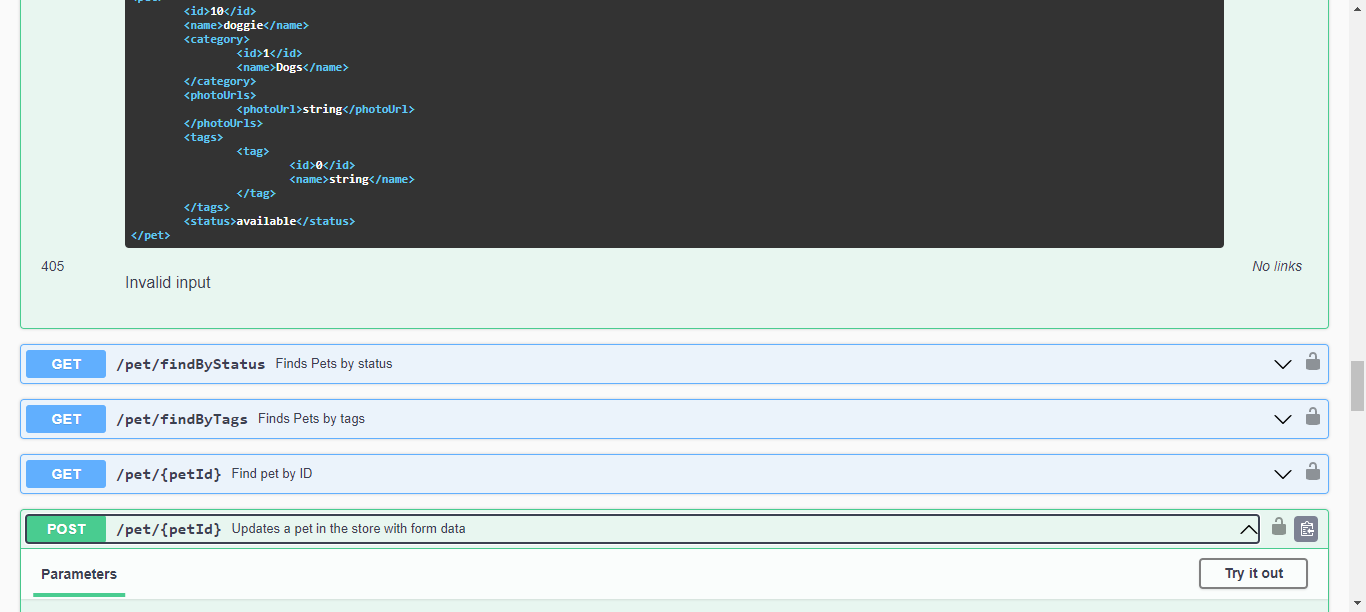 <id>10</id>
<name>doggie</name>
<category>
<id>1</id>
<name>Dogs</name>
</category>
<photoUrls>
<photoUrl>string</photoUrl>
</photoUrls>
<tags>
<tag>
<id>0</id>
<name>string</name>
</tag>
</tags>
<status>available</status>
</pet>
405 No links
Invalid input
GET /pet/findByStatus Finds Pets by status
GET /pet/findByTags Finds Pets by tags
GET /pet/{petId} Find pet by ID
POST /pet/{petId} Updates a pet in the store with form data
Parameters Try it out